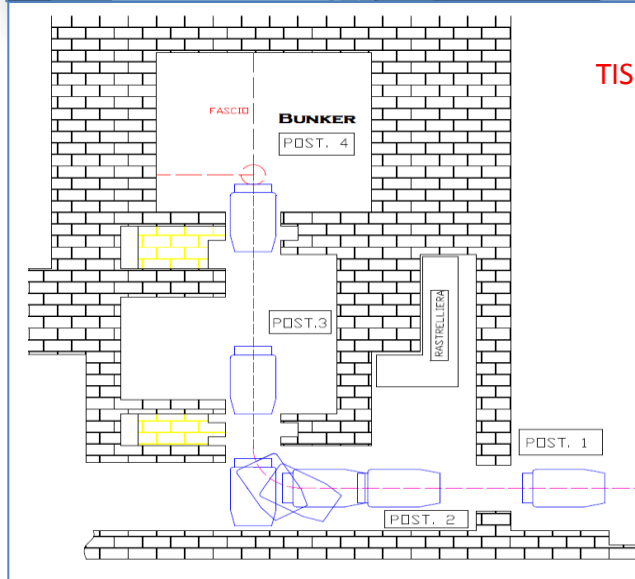 TIS
FASCIO
BUNKER
POST. 4
POST.3
RASTRELLIERA
POST. 1
POST. 2